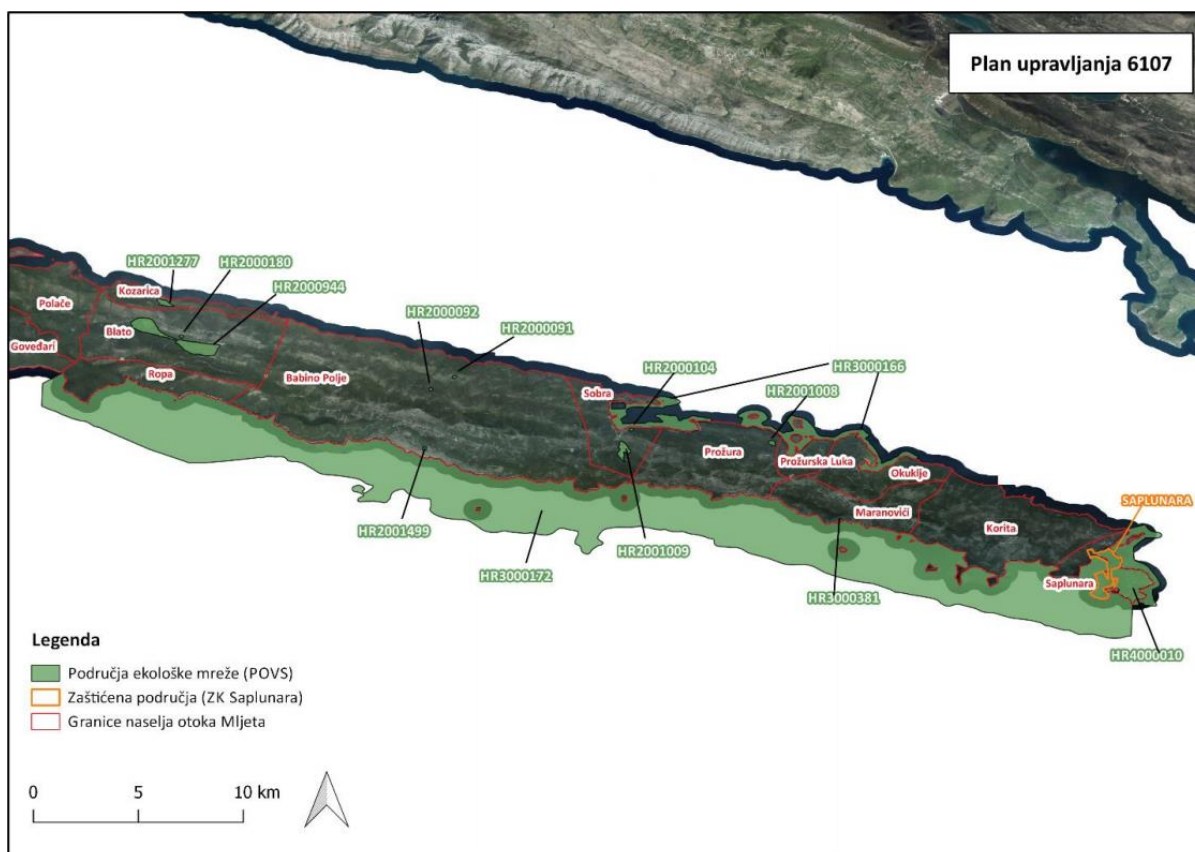 Plan upravljanja 6107
HR2001277
HR2000180
HR2000944
Kozarica
Polače
Blato
Goveđari
Ropa
Babino Polje
HR2000092
HR2000091
HR2000104
HR3000166
HR2001008
Sobra
Prožura
Prožurska Luka
Okuklje
Maranovići
Korita
SAPLUNARA
Saplunara
HR2001499
HR3000172
HR2001009
HR3000381
HR4000010
Legenda
Područja ekološke mreže (POVS)
Zaštićena područja (ZK Saplunara)
Granice naselja otoka Mljeta
0 5 10 km